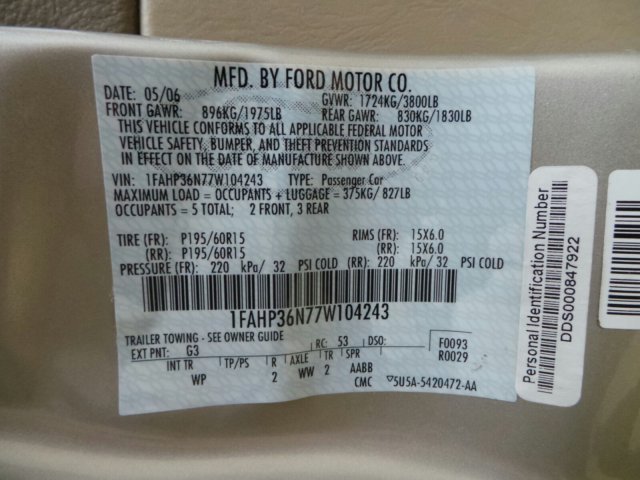 MFD. BY FORD MOTOR CO.
DATE: 05/06 GVWR: 1724KG/3800LB
FRONT GAWR: 896KG/1975LB REAR GAWR: 830KG/1830LB
THIS VEHICLE CONFORMS TO ALL APPLICABLE FEDERAL MOTOR
VEHICLE SAFETY, BUMPER, AND THEFT PREVENTION STANDARDS
IN EFFECT ON THE DATE OF MANUFACTURE SHOWN ABOVE.
VIN: 1FAHP36N77W104243 TYPE: Passenger Car
MAXIMUM LOAD = OCCUPANTS + LUGGAGE = 375KG/ 827LB
OCCUPANTS = 5 TOTAL; 2 FRONT, 3 REAR
TIRE (FR): P195/60R15 RIMS (FR): 15X6.0
(RR): P195/60R15 (RR): 15X6.0
PRESSURE (FR): 220 kPa/ 32 PSI COLD (RR): 220 kPa/ 32 PSI COLD
1FAHP36N77W104243
TRAILER TOWING - SEE OWNER GUIDE
EXT PNT: G3 RC: 53 DSO: F0093
INT TR TP/PS R AXLE TR SPR R0029
WP 2 WW 2 AABB
CMC 5U5A-5420472-AA
Personal Identification Number
DDS000847922